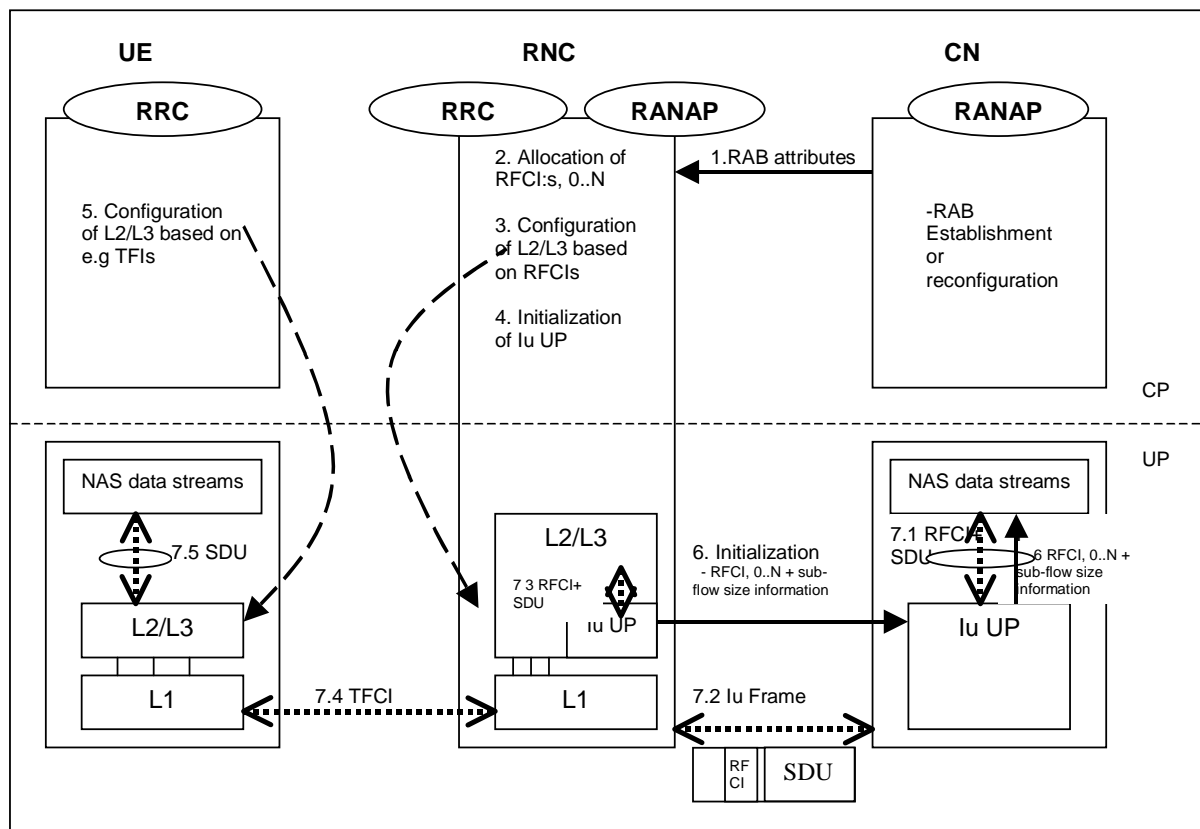 UE
RNC
CN
RRC
RRC
RANAP
RANAP
2. Allocation of
RFCI:s, 0..N
1.RAB attributes
5. Configuration
of L2/L3 based on
e.g TFIs
3. Configuration
of L2/L3 based
on RFCIs
-RAB
Establishment
or
reconfiguration
4. Initialization
of Iu UP
CP
UP
NAS data streams
NAS data streams
7.5 SDU
L2/L3
7 3 RFCI+
SDU
Iu UP
6. Initialization
- RFCI, 0..N + sub-
flow size information
7.1 RFCI+
SDU
6 RFCI, 0..N +
sub-flow size
information
L2/L3
Iu UP
L1
7.4 TFCI
L1
7.2 Iu Frame
RF
CI
SDU